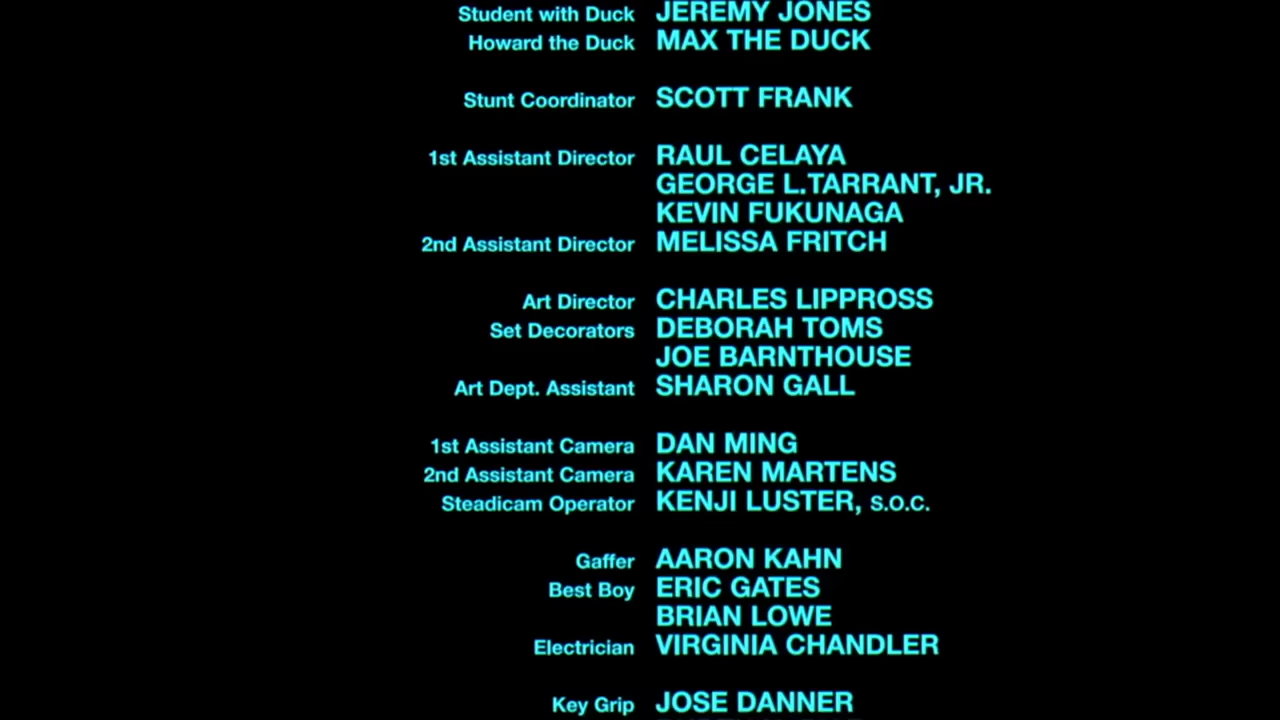 Student with Duck JEREMY JONES
Howard the Duck MAX THE DUCK
Stunt Coordinator SCOTT FRANK
1st Assistant Director RAUL CELAYA
GEORGE L.TARRANT, JR.
KEVIN FUKUNAGA
2nd Assistant Director MELISSA FRITCH
Art Director CHARLES LIPPROSS
Set Decorators DEBORAH TOMS
JOE BARNTHOUSE
Art Dept. Assistant SHARON GALL
1st Assistant Camera DAN MING
2nd Assistant Camera KAREN MARTENS
Steadicam Operator KENJI LUSTER, S.O.C.
Gaffer AARON KAHN
Best Boy ERIC GATES
BRIAN LOWE
Electrician VIRGINIA CHANDLER
Key Grip JOSE DANNER